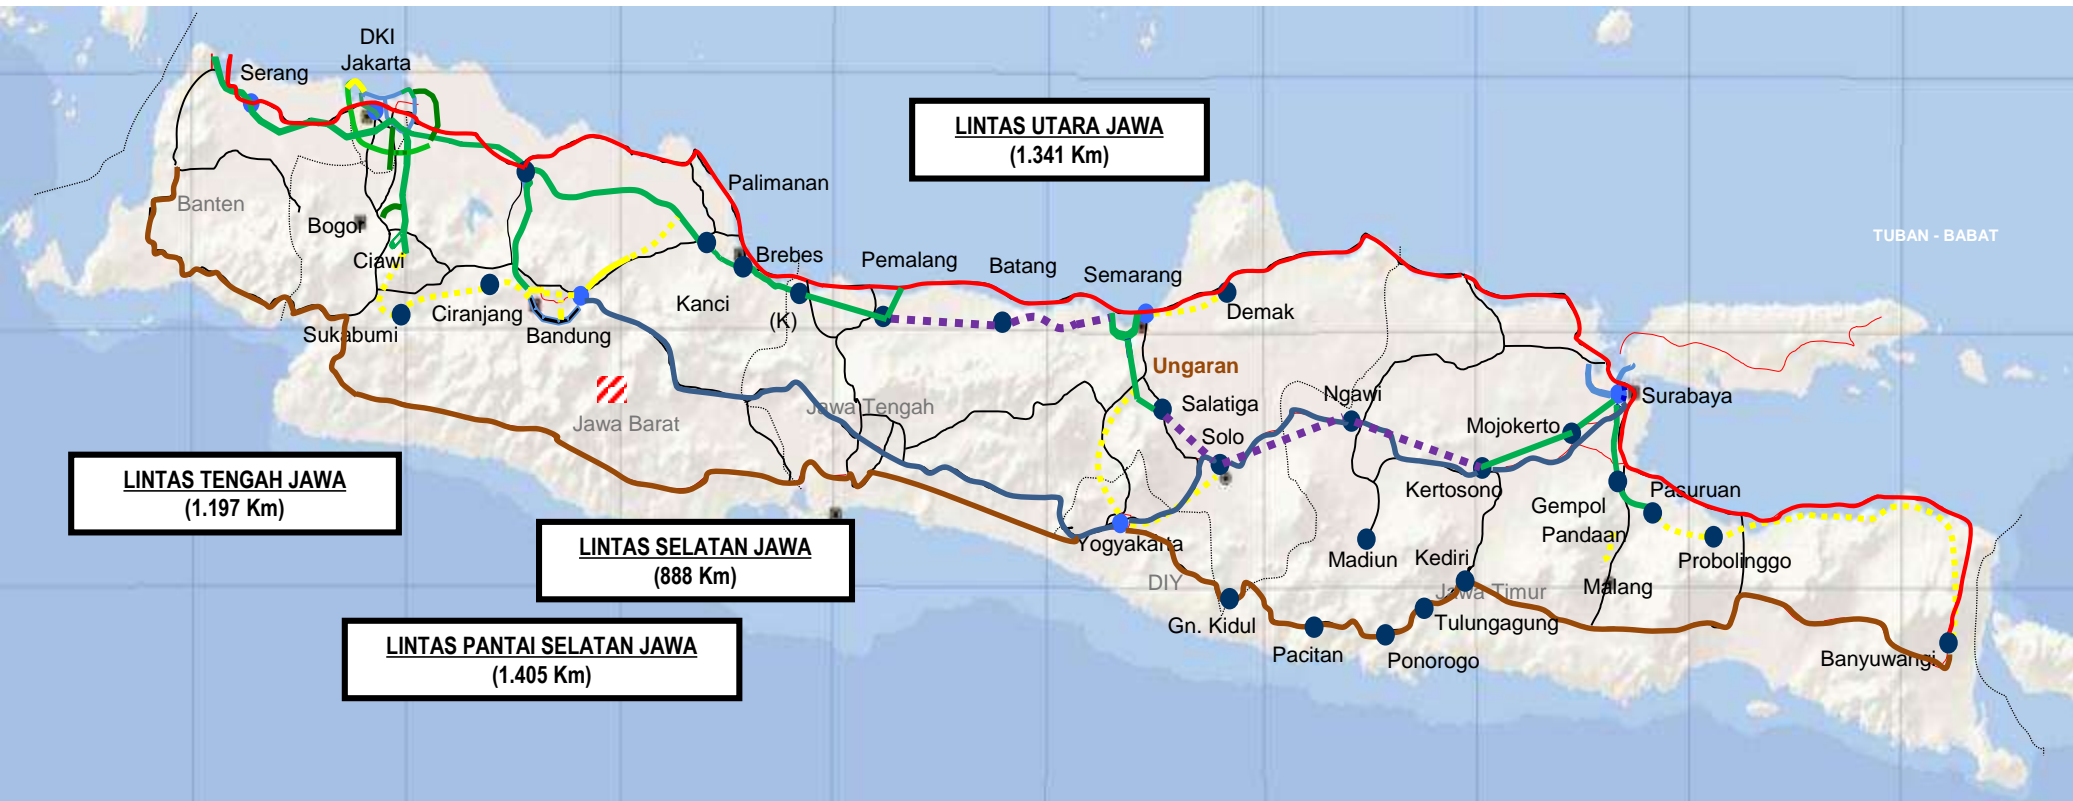 DKI
Jakarta
Serang
LINTAS UTARA JAWA
(1.341 Km)
Palimanan
Banten
Bogor
TUBAN - BABAT
Ciawi
Brebes
Pemalang
Batang
Semarang
Kanci
Ciranjang
(K)
Demak
Sukabumi
Bandung
Ungaran
Ngawi
Surabaya
Jawa Tengah
Salatiga
Jawa Barat
Mojokerto
Solo
LINTAS TENGAH JAWA
(1.197 Km)
Kertosono
Pasuruan
Gempol
Pandaan
LINTAS SELATAN JAWA
(888 Km)
Yogyakarta
Madiun
Kediri
Probolinggo
DIY
Malang
Jawa Timur
Gn. Kidul
Tulungagung
LINTAS PANTAI SELATAN JAWA
(1.405 Km)
Pacitan
Ponorogo
Banyuwangi